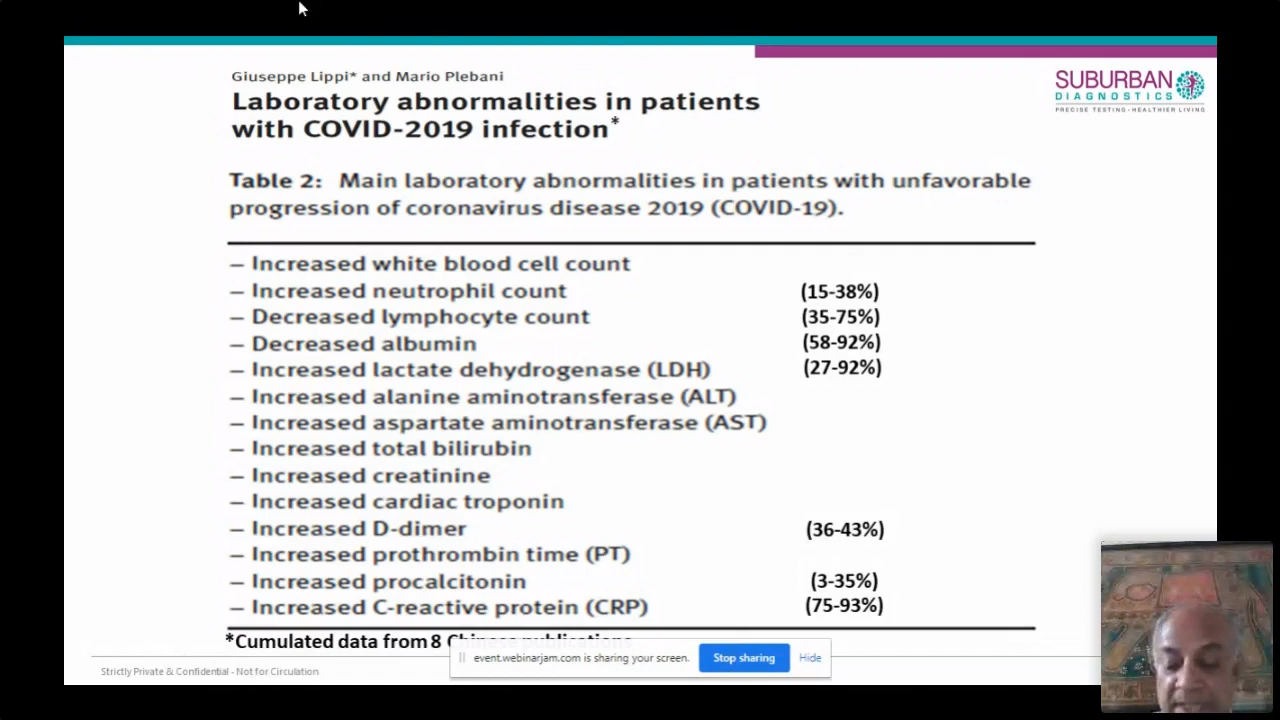 Giuseppe Lippi* and Mario Plebani
Laboratory abnormalities in patients
with COVID-2019 infection*
SUBURBAN
DIAGNOSTICS
PRECISE TESTING-HEALTHIER LIVING
Table 2: Main laboratory abnormalities in patients with unfavorable
progression of coronavirus disease 2019 (COVID-19).
– Increased white blood cell count
– Increased neutrophil count (15-38%)
– Decreased lymphocyte count (35-75%)
– Decreased albumin (58-92%)
– Increased lactate dehydrogenase (LDH) (27-92%)
– Increased alanine aminotransferase (ALT)
– Increased aspartate aminotransferase (AST)
– Increased total bilirubin
– Increased creatinine
– Increased cardiac troponin
– Increased D-dimer (36-43%)
– Increased prothrombin time (PT)
– Increased procalcitonin (3-35%)
– Increased C-reactive protein (CRP) (75-93%)
*Cumulated data from 8 Chinese publications
event.webinarjam.com is sharing your screen. Stop sharing Hide
Strictly Private & Confidential - Not for Circulation